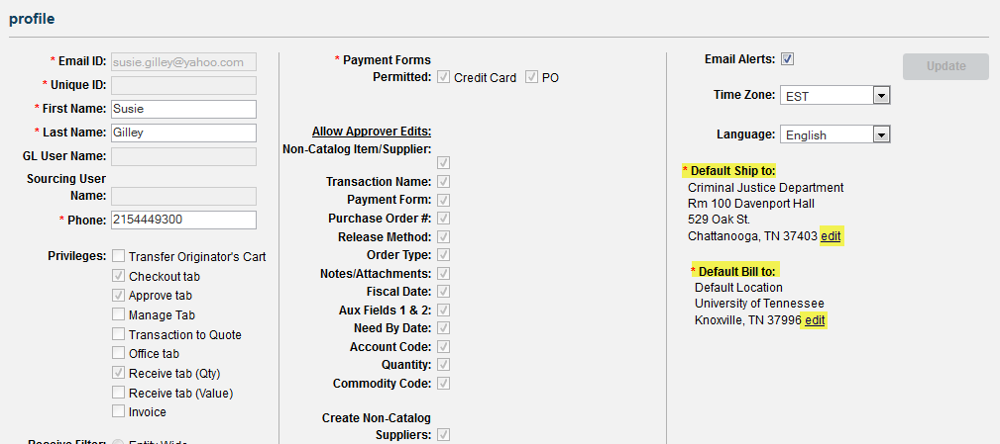 profile
* Email ID: susie.gilley@yahoo.com
* Unique ID:
* First Name: Susie
* Last Name: Gilley
GL User Name:
Sourcing User
Name:
* Phone: 2154449300
Privileges: Transfer Originator's Cart
Checkout tab
Approve tab
Manage Tab
Transaction to Quote
Office tab
Receive tab (Qty)
Receive tab (Value)
Invoice
Receive Filter: Entity Wide
* Payment Forms
Permitted: Credit Card PO
Allow Approver Edits:
Non-Catalog Item/Supplier:
Transaction Name:
Payment Form:
Purchase Order #:
Release Method:
Order Type:
Notes/Attachments:
Fiscal Date:
Aux Fields 1 & 2:
Need By Date:
Account Code:
Quantity:
Commodity Code:
Create Non-Catalog
Suppliers:
Email Alerts:
Update
Time Zone: EST
Language: English
* Default Ship to:
Criminal Justice Department
Rm 100 Davenport Hall
529 Oak St.
Chattanooga, TN 37403 edit
* Default Bill to:
Default Location
University of Tennessee
Knoxville, TN 37996 edit